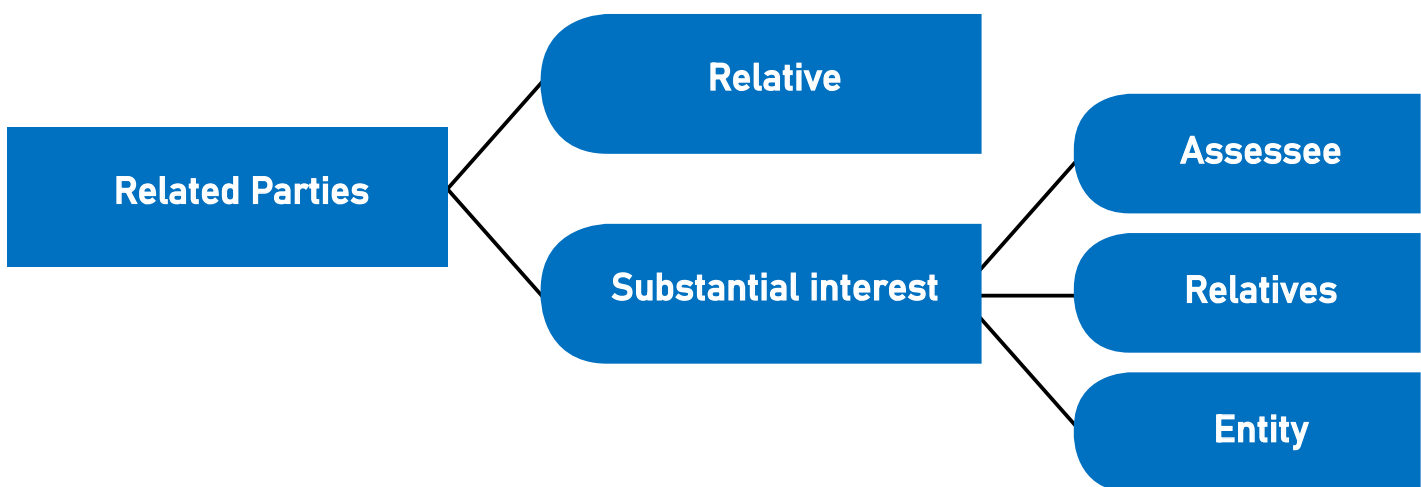 Related Parties
Relative
Substantial interest
Assessee
Relatives
Entity